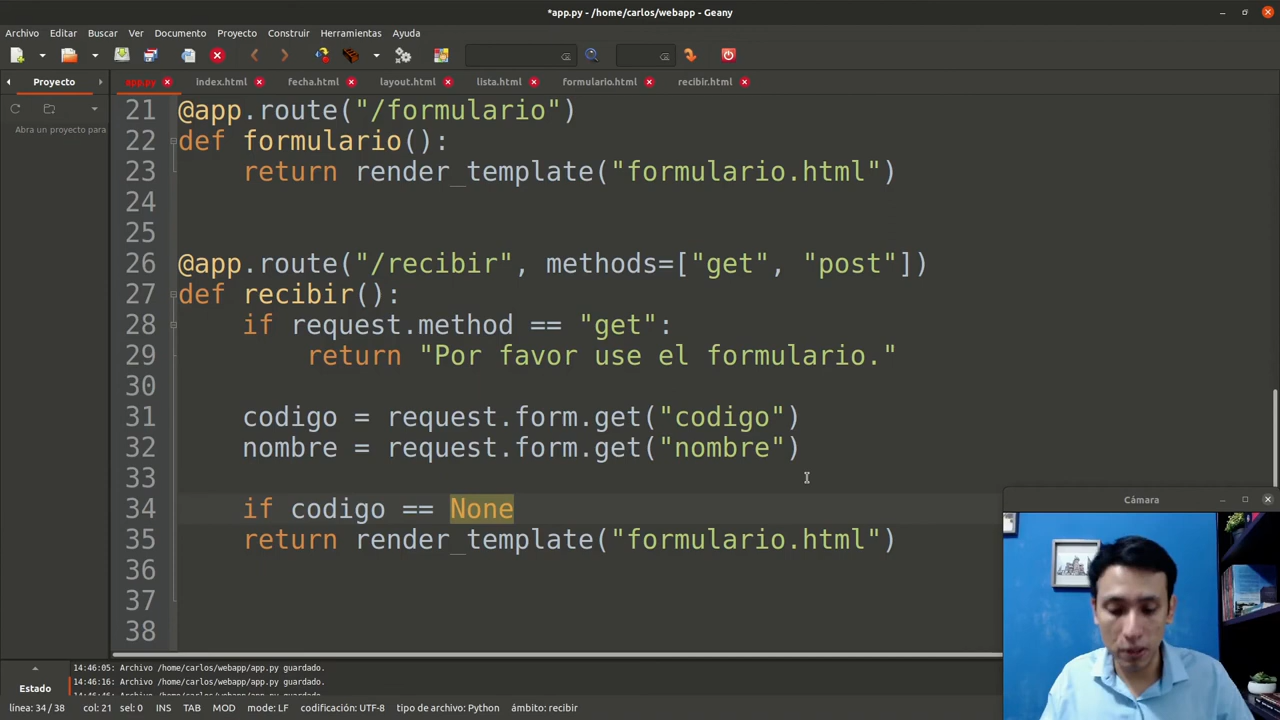 *app.py - /home/carlos/webapp - Geany
Archivo Editar Buscar Ver Documento Proyecto Construir Herramientas Ayuda
Proyecto app.py index.html fecha.html layout.html lista.html formulario.html recibir.html
Abra un proyecto para
21 @app.route("/formulario")
22 def formulario():
23 return render_template("formulario.html")
24
25
26 @app.route("/recibir", methods=["get", "post"])
27 def recibir():
28 if request.method == "get":
29 return "Por favor use el formulario."
30
31 codigo = request.form.get("codigo")
32 nombre = request.form.get("nombre")
33
34 if codigo == None
35 return render_template("formulario.html")
36
37
38
Cámara
14:46:05: Archivo /home/carlos/webapp/app.py guardado.
14:46:16: Archivo /home/carlos/webapp/app.py guardado.
Estado
línea: 34 / 38 col: 21 sel: 0 INS TAB MOD mode: LF codificación: UTF-8 tipo de archivo: Python ámbito: recibir